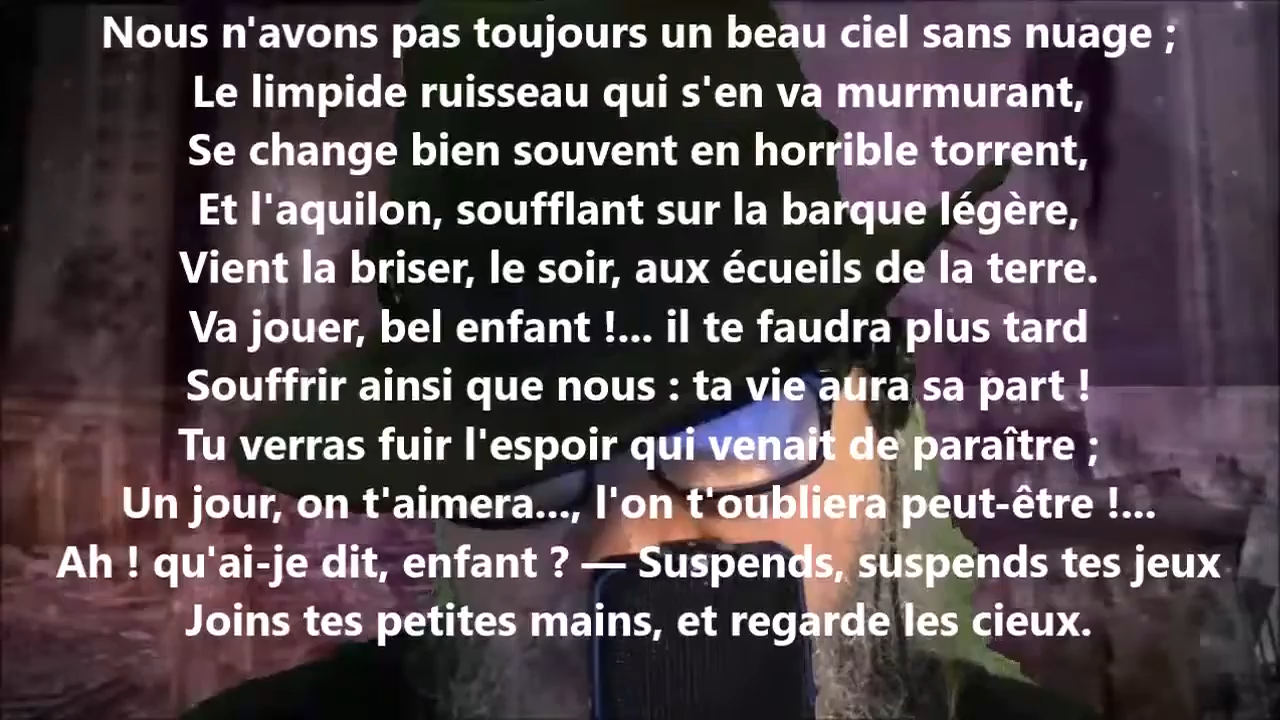 Nous n'avons pas toujours un beau ciel sans nuage ;
Le limpide ruisseau qui s'en va murmurant,
Se change bien souvent en horrible torrent,
Et l'aquilon, soufflant sur la barque légère,
Vient la briser, le soir, aux écueils de la terre.
Va jouer, bel enfant !... il te faudra plus tard
Souffrir ainsi que nous : ta vie aura sa part !
Tu verras fuir l'espoir qui venait de paraître ;
Un jour, on t'aimera..., l'on t'oubliera peut-être !...
Ah ! qu'ai-je dit, enfant ? — Suspends, suspends tes jeux
Joins tes petites mains, et regarde les cieux.